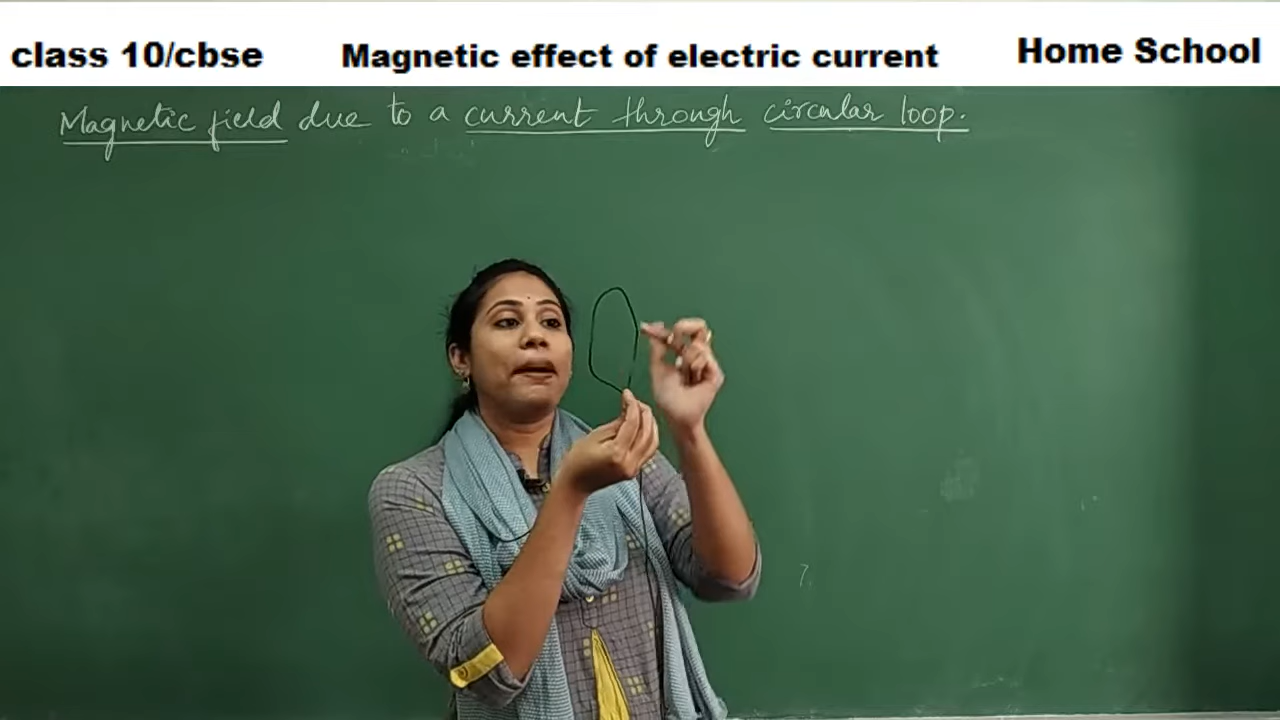 class 10/cbse Magnetic effect of electric current Home School
Magnetic field due to a current through circular loop.